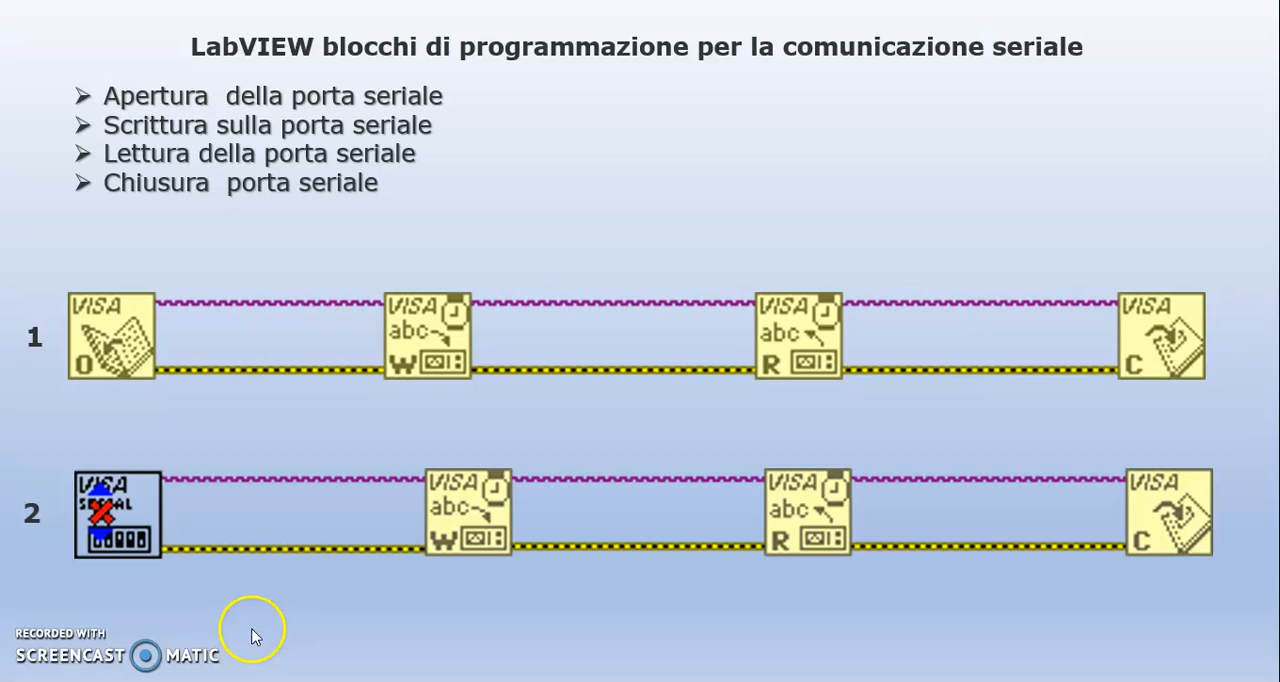 LabVIEW blocchi di programmazione per la comunicazione seriale
Apertura della porta seriale
Scrittura sulla porta seriale
Lettura della porta seriale
Chiusura porta seriale
1
VISA
O
VISA
abc
W
VISA
abc
R
VISA
C
2
VISA
SERIAL
VISA
abc
W
VISA
abc
R
VISA
C
RECORDED WITH
SCREENCAST MATIC